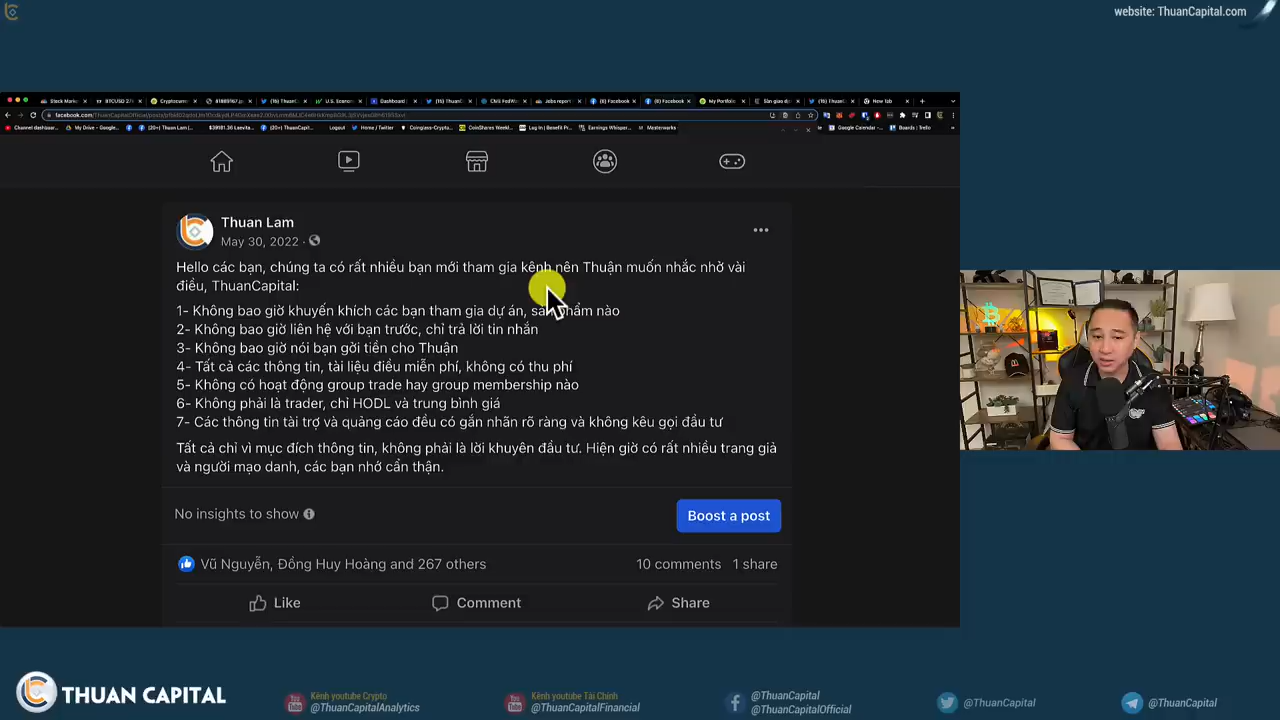 website: ThuanCapital.com
Thuan Lam
May 30, 2022
Hello các bạn, chúng ta có rất nhiều bạn mới tham gia kênh nên Thuận muốn nhắc nhở vài
điều, ThuanCapital:
1- Không bao giờ khuyến khích các bạn tham gia dự án, sản phẩm nào
2- Không bao giờ liên hệ với bạn trước, chỉ trả lời tin nhắn
3- Không bao giờ nói bạn gởi tiền cho Thuận
4- Tất cả các thông tin, tài liệu điều miễn phí, không có thu phí
5- Không có hoạt động group trade hay group membership nào
6- Không phải là trader, chỉ HODL và trung bình giá
7- Các thông tin tài trợ và quảng cáo đều có gắn nhãn rõ ràng và không kêu gọi đầu tư
Tất cả chỉ vì mục đích thông tin, không phải là lời khuyên đầu tư. Hiện giờ có rất nhiều trang giả
và người mạo danh, các bạn nhớ cẩn thận.
No insights to show
Boost a post
Vũ Nguyễn, Đồng Huy Hoàng and 267 others
10 comments 1 share
Like
Comment
Share
THUAN CAPITAL
Kênh youtube Crypto
@ThuanCapitalAnalytics
Kênh youtube Tài Chính
@ThuanCapitalFinancial
@ThuanCapital
@ThuanCapitalOfficial
@ThuanCapital
@ThuanCapital